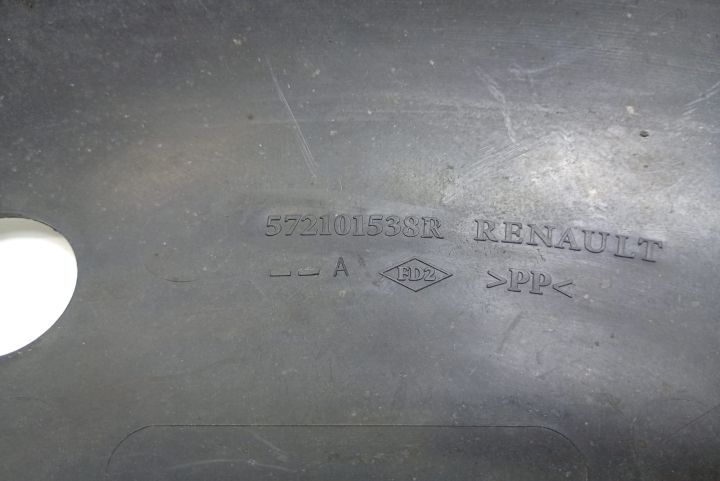 572101538R RENAULT
_ _ A FD2 >PP<